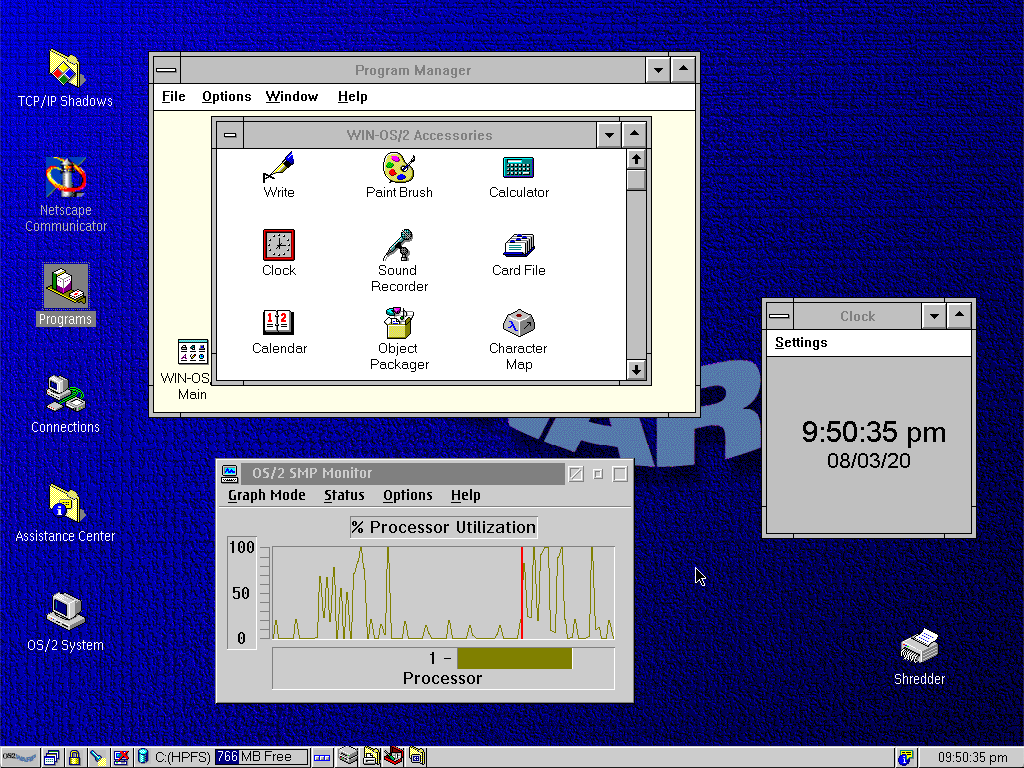 TCP/IP Shadows
Netscape
Communicator
Programs
Connections
Assistance Center
OS/2 System
Program Manager
File Options Window Help
WIN-OS/2 Accessories
Write
Paint Brush
Calculator
Clock
Sound
Recorder
Card File
Calendar
Object
Packager
Character
Map
WIN-OS
Main
Clock
Settings
9:50:35 pm
08/03/20
OS/2 SMP Monitor
Graph Mode Status Options Help
% Processor Utilization
100
50
0
1 -
Processor
Shredder
C:(HPFS) 766 MB Free
09:50:35 pm